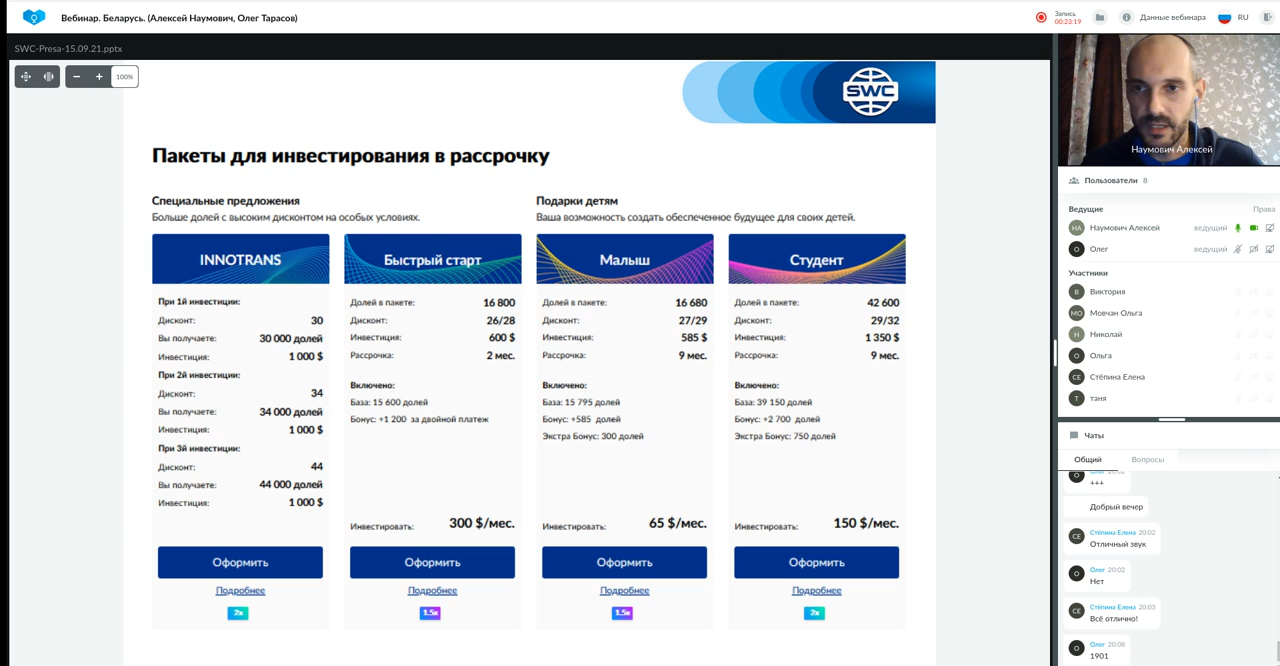 Вебинар. Беларусь. (Алексей Наумович, Олег Тарасов)
Запись
00:23:19
Данные вебинара
RU
SWC-Presa-15.09.21.pptx
100%
SWC
Пакеты для инвестирования в рассрочку
Специальные предложения
Больше долей с высоким дисконтом на особых условиях.
Подарки детям
Ваша возможность создать обеспеченное будущее для своих детей.
INNOTRANS
При 1й инвестиции:
Дисконт: 30
Вы получаете: 30 000 долей
Инвестиция: 1 000 $
При 2й инвестиции:
Дисконт: 34
Вы получаете: 34 000 долей
Инвестиция: 1 000 $
При 3й инвестиции:
Дисконт: 44
Вы получаете: 44 000 долей
Инвестиция: 1 000 $
Оформить
Подробнее
2x
Быстрый старт
Долей в пакете: 16 800
Дисконт: 26/28
Инвестиция: 600 $
Рассрочка: 2 мес.
Включено:
База: 15 600 долей
Бонус: +1 200 за двойной платеж
Инвестировать: 300 $/мес.
Оформить
Подробнее
1.5x
Малыш
Долей в пакете: 16 680
Дисконт: 27/29
Инвестиция: 585 $
Рассрочка: 9 мес.
Включено:
База: 15 795 долей
Бонус: +585 долей
Экстра Бонус: 300 долей
Инвестировать: 65 $/мес.
Оформить
Подробнее
1.5x
Студент
Долей в пакете: 42 600
Дисконт: 29/32
Инвестиция: 1 350 $
Рассрочка: 9 мес.
Включено:
База: 39 150 долей
Бонус: +2 700 долей
Экстра Бонус: 750 долей
Инвестировать: 150 $/мес.
Оформить
Подробнее
2x
Наумович Алексей
Пользователи 8
Ведущие Права
НА Наумович Алексей ведущий
О Олег ведущий
Участники
В Виктория
МО Мовчан Ольга
Н Николай
О Ольга
СЕ Стёпина Елена
Т таня
Чаты
Общий Вопросы
О
+++
Добрый вечер
СЕ Стёпина Елена 20:02
Отличный звук
О Олег 20:02
Нет
СЕ Стёпина Елена 20:03
Всё отлично!
О Олег 20:08
1901